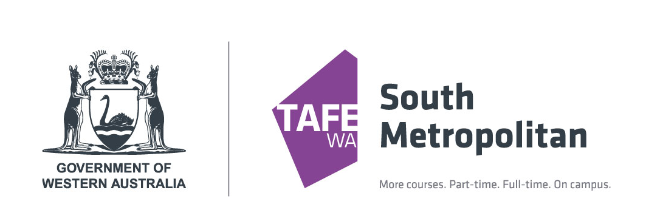 GOVERNMENT OF
WESTERN AUSTRALIA
TAFE
WA
South
Metropolitan
More courses. Part-time. Full-time. On campus.